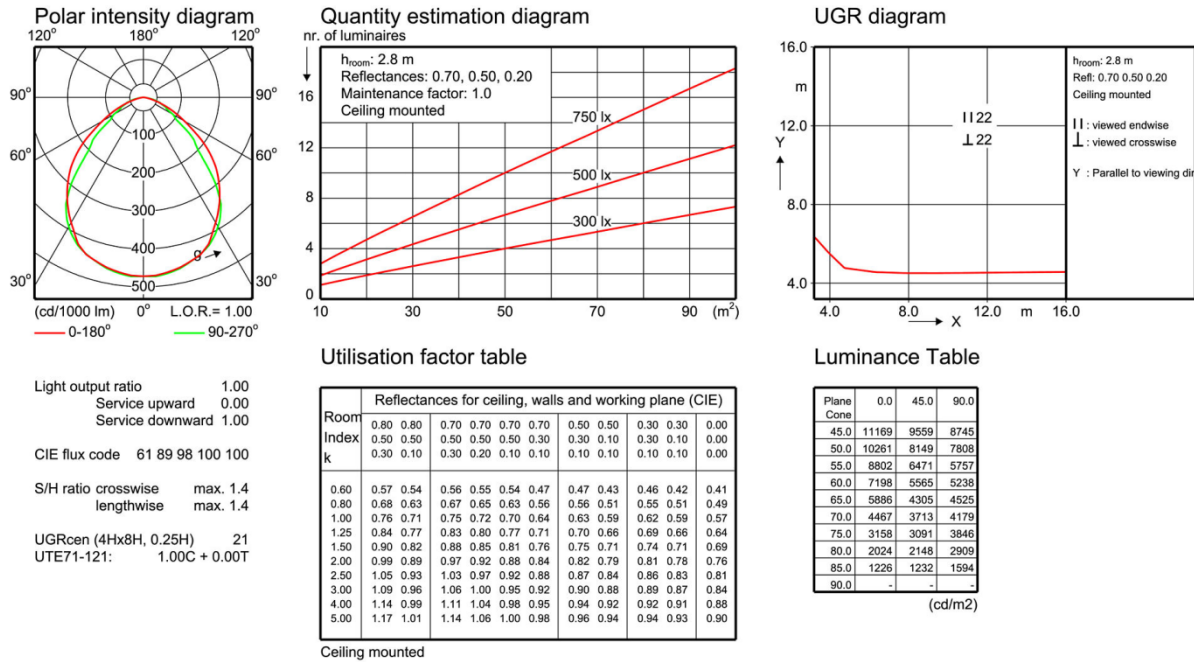 Polar intensity diagram
120° 180° 120°
90° 90°
60° 60°
30° 30°
100
200
300
400
500
g
(cd/1000 lm) 0° L.O.R.= 1.00
0-180° 90-270°
Quantity estimation diagram
nr. of luminaires
hroom: 2.8 m
Reflectances: 0.70, 0.50, 0.20
Maintenance factor: 1.0
Ceiling mounted
750 lx
500 lx
300 lx
16
12
8
4
0
10 30 50 70 90 (m²)
UGR diagram
16.0
m
12.0
Y
8.0
4.0
4.0 8.0 12.0 m 16.0
X
II 22
⊥ 22
hroom: 2.8 m
Refl: 0.70 0.50 0.20
Ceiling mounted
II : viewed endwise
⊥ : viewed crosswise
Y : Parallel to viewing dir
Light output ratio 1.00
Service upward 0.00
Service downward 1.00
CIE flux code 61 89 98 100 100
S/H ratio crosswise max. 1.4
lengthwise max. 1.4
UGRcen (4Hx8H, 0.25H) 21
UTE71-121: 1.00C + 0.00T
Utilisation factor table
Room Index k
Reflectances for ceiling, walls and working plane (CIE)
0.80 0.80 0.70 0.70 0.70 0.70 0.50 0.50 0.30 0.30 0.00
0.50 0.50 0.50 0.50 0.50 0.30 0.30 0.10 0.30 0.10 0.00
0.30 0.10 0.30 0.20 0.10 0.10 0.10 0.10 0.10 0.10 0.00
0.60 0.57 0.54 0.56 0.55 0.54 0.47 0.47 0.43 0.46 0.42 0.41
0.80 0.68 0.63 0.67 0.65 0.63 0.56 0.56 0.51 0.55 0.51 0.49
1.00 0.76 0.71 0.75 0.72 0.70 0.64 0.63 0.59 0.62 0.59 0.57
1.25 0.84 0.77 0.83 0.80 0.77 0.71 0.70 0.66 0.69 0.66 0.64
1.50 0.90 0.82 0.88 0.85 0.81 0.76 0.75 0.71 0.74 0.71 0.69
2.00 0.99 0.89 0.97 0.92 0.88 0.84 0.82 0.79 0.81 0.78 0.76
2.50 1.05 0.93 1.03 0.97 0.92 0.88 0.87 0.84 0.86 0.83 0.81
3.00 1.09 0.96 1.06 1.00 0.95 0.92 0.90 0.88 0.89 0.87 0.84
4.00 1.14 0.99 1.11 1.04 0.98 0.95 0.94 0.92 0.92 0.91 0.88
5.00 1.17 1.01 1.14 1.06 1.00 0.98 0.96 0.94 0.94 0.93 0.90
Ceiling mounted
Luminance Table
Plane 0.0 45.0 90.0
Cone
45.0 11169 9559 8745
50.0 10261 8149 7808
55.0 8802 6471 5757
60.0 7198 5565 5238
65.0 5886 4305 4525
70.0 4467 3713 4179
75.0 3158 3091 3846
80.0 2024 2148 2909
85.0 1226 1232 1594
90.0 - - -
(cd/m2)